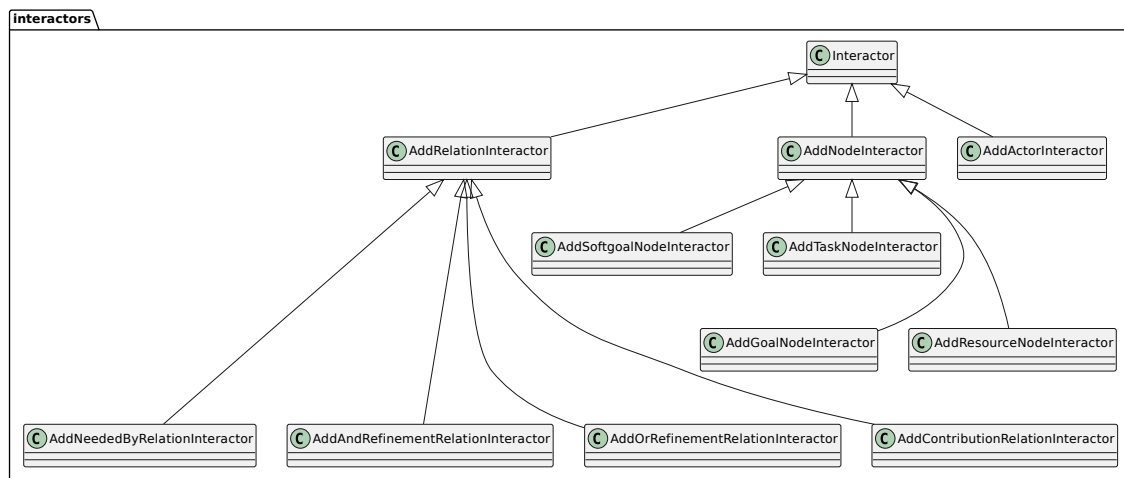 interactors
C Interactor
C AddRelationInteractor
C AddNodeInteractor
C AddActorInteractor
C AddSoftgoalNodeInteractor
C AddTaskNodeInteractor
C AddGoalNodeInteractor
C AddResourceNodeInteractor
C AddNeededByRelationInteractor
C AddAndRefinementRelationInteractor
C AddOrRefinementRelationInteractor
C AddContributionRelationInteractor